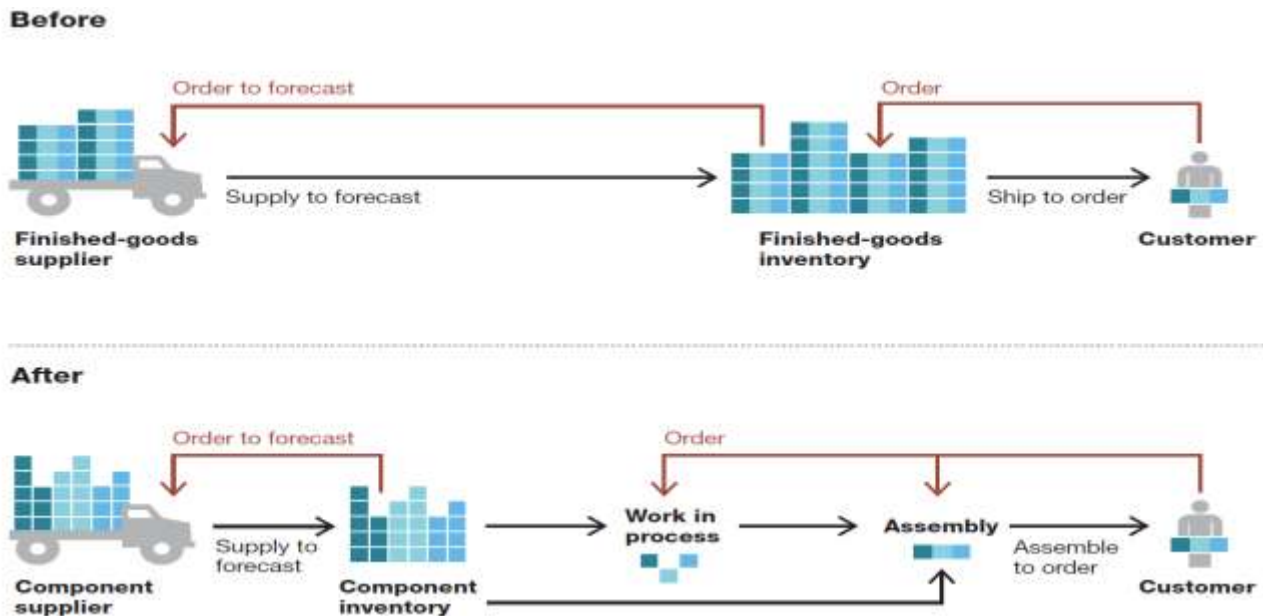 Before
Order to forecast
Order
Supply to forecast
Ship to order
Finished-goods
supplier
Finished-goods
inventory
Customer
After
Order to forecast
Order
Work in
process
Assembly
Supply to
forecast
Assemble
to order
Component
supplier
Component
inventory
Customer